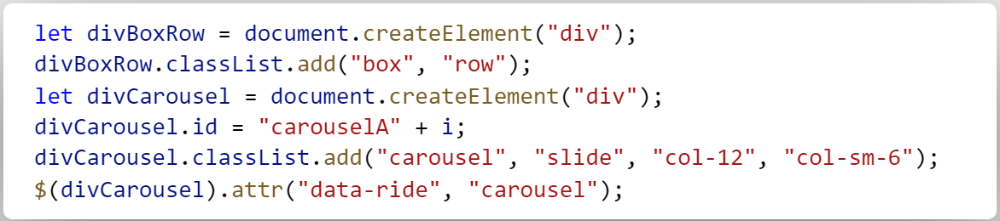 let divBoxRow = document.createElement("div");
divBoxRow.classList.add("box", "row");
let divCarousel = document.createElement("div");
divCarousel.id = "carouselA" + i;
divCarousel.classList.add("carousel", "slide", "col-12", "col-sm-6");
$(divCarousel).attr("data-ride", "carousel");